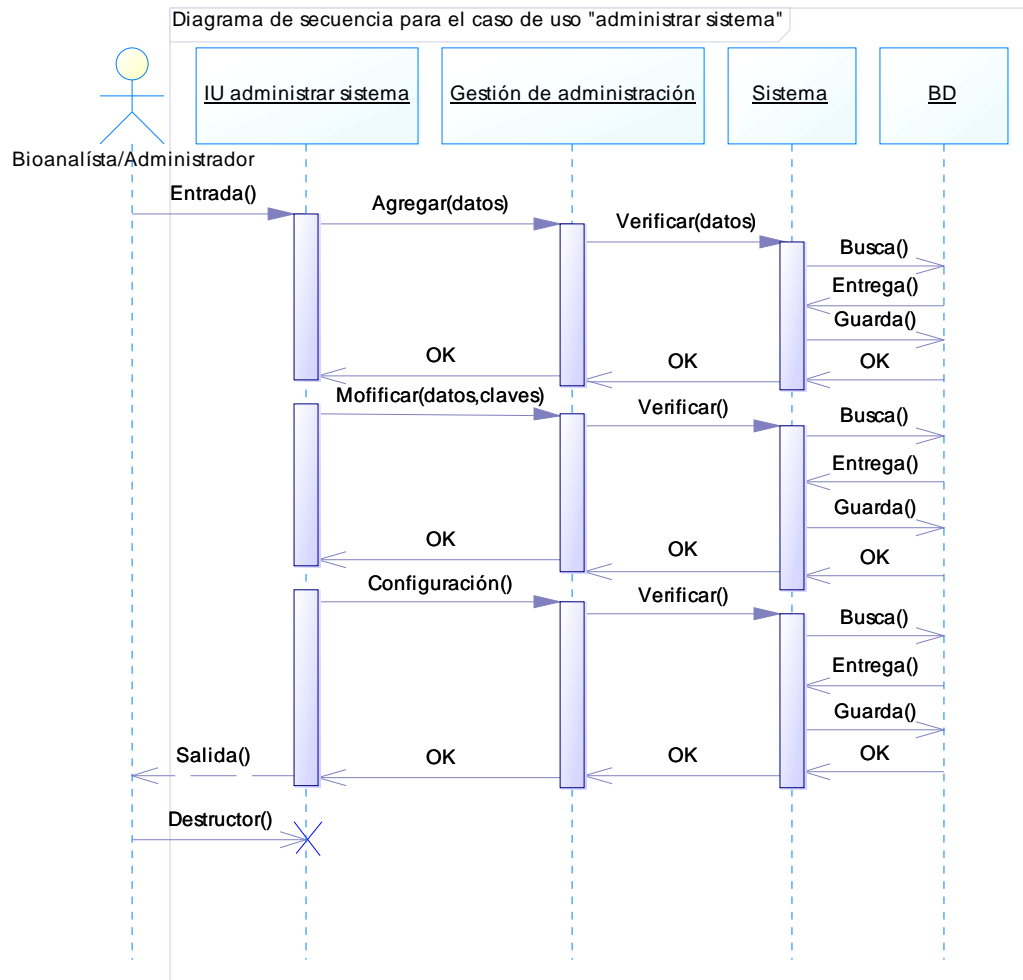 Diagrama de secuencia para el caso de uso "administrar sistema"
IU administrar sistema
Gestión de administración
Sistema
BD
Bioanalísta/Administrador
Entrada()
Agregar(datos)
Verificar(datos)
Busca()
Entrega()
Guarda()
OK
OK
OK
Mofificar(datos,claves)
Verificar()
Busca()
Entrega()
Guarda()
OK
OK
OK
Configuración()
Verificar()
Busca()
Entrega()
Guarda()
Salida()
OK
OK
OK
Destructor()